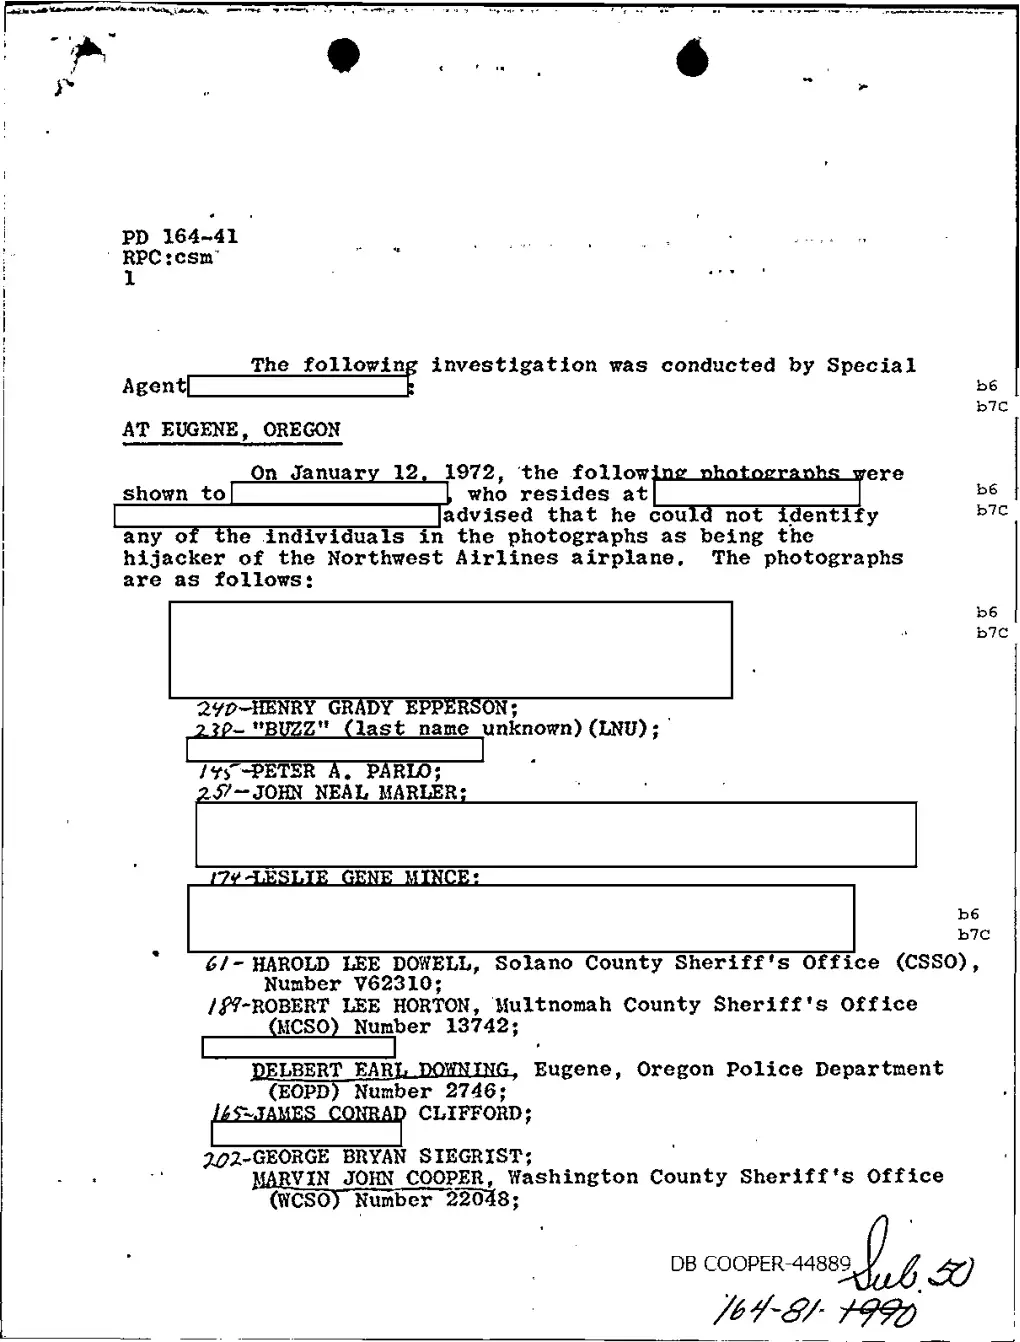 PD 164-41
RPC:csm
1
The following investigation was conducted by Special
Agent :
b6
b7C
AT EUGENE, OREGON
On January 12, 1972, the following photographs were
shown to , who resides at
b6
advised that he could not identify
b7C
any of the individuals in the photographs as being the
hijacker of the Northwest Airlines airplane. The photographs
are as follows:
b6
b7C
240-HENRY GRADY EPPERSON;
238- "BUZZ" (last name unknown)(LNU);
145-PETER A. PARLO;
251-JOHN NEAL MARLER;
174-LESLIE GENE MINCE;
b6
b7C
61- HAROLD LEE DOWELL, Solano County Sheriff's Office (CSSO),
Number V62310;
189-ROBERT LEE HORTON, Multnomah County Sheriff's Office
(MCSO) Number 13742;
DELBERT EARL DOWNING, Eugene, Oregon Police Department
(EOPD) Number 2746;
165-JAMES CONRAD CLIFFORD;
202-GEORGE BRYAN SIEGRIST;
MARVIN JOHN COOPER, Washington County Sheriff's Office
(WCSO) Number 22048;
DB COOPER-44889
Sub. 50
164-81-1990